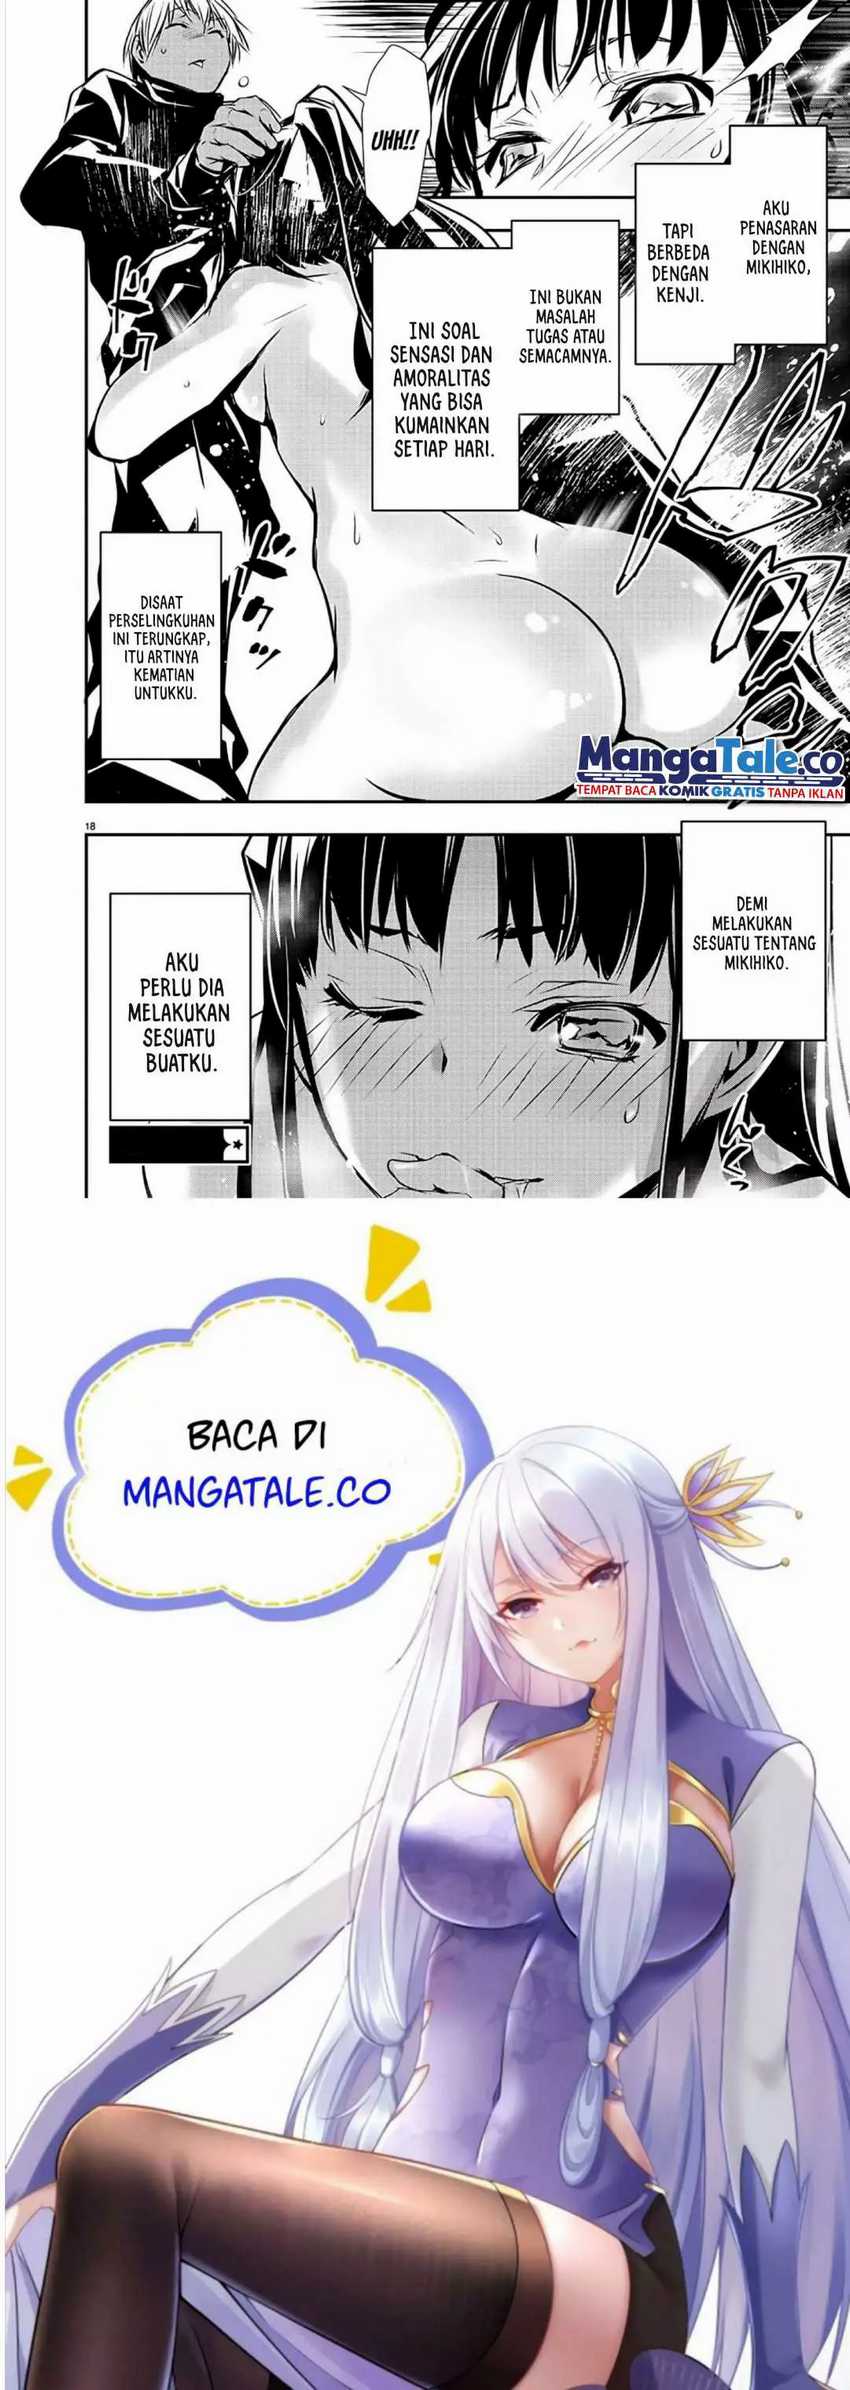 UHH!!
AKU
PENASARAN
DENGAN
MIKIHIKO,
TAPI
BERBEDA
DENGAN
KENJI.
INI BUKAN
MASALAH
TUGAS ATAU
SEMACAMNYA.
INI SOAL
SENSASI DAN
AMORALITAS
YANG BISA
KUMAINKAN
SETIAP HARI.
DISAAT
PERSELINGKUHAN
INI TERUNGKAP,
ITU ARTINYA
KEMATIAN
UNTUKKU.
MangaTale.co
TEMPAT BACA KOMIK GRATIS TANPA IKLAN
18
DEMI
MELAKUKAN
SESUATU TENTANG
MIKIHIKO.
AKU
PERLU DIA
MELAKUKAN
SESUATU
BUATKU.
BACA DI
MANGATALE.CO